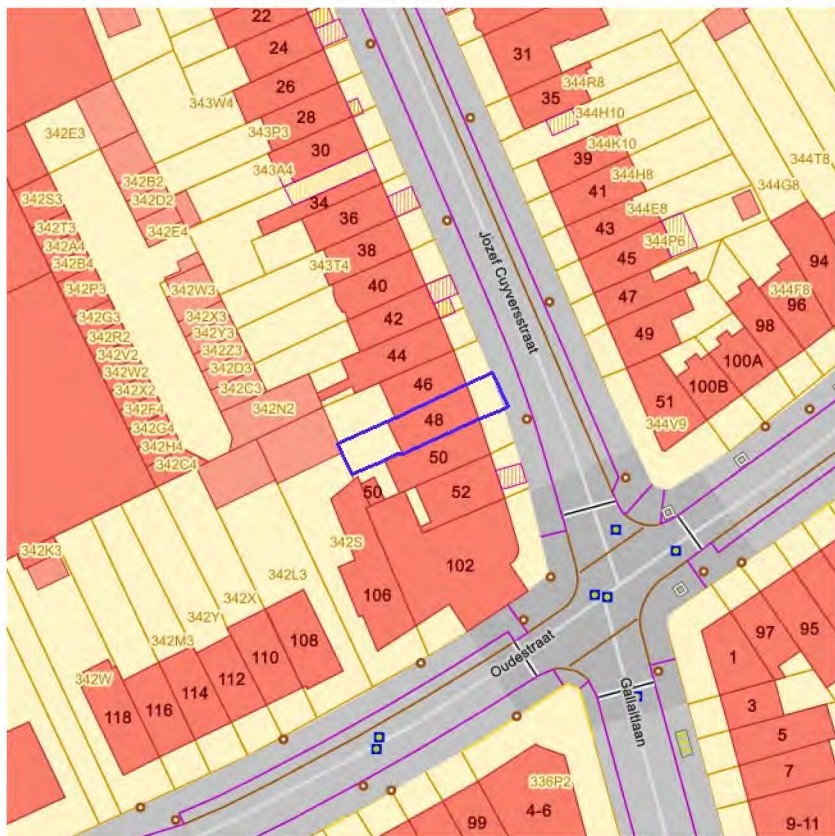 22
24
26
28
30
34
36
38
40
42
44
46
48
50
52
50
102
106
108
110
112
114
116
118
31
35
39
41
43
45
47
49
51
100B
100A
98
96
94
97
95
1
3
5
7
9-11
4-6
99
342E3
343W4
343P3
343A4
342B2
342D2
342E4
342S3
342T3
342A4
342B4
342P3
342G3
342R2
342V2
342W2
342X2
342F4
342G4
342H4
342C4
342W3
342X3
342Y3
342Z3
342D3
342C3
342N2
343T4
342K3
342S
342L3
342X
342Y
342M3
342W
344R8
344H10
344K10
344H8
344E8
344P6
344G8
344T8
344F8
344V9
336P2
Jozef Cuyversstraat
Oudestraat
Gallaitlaan